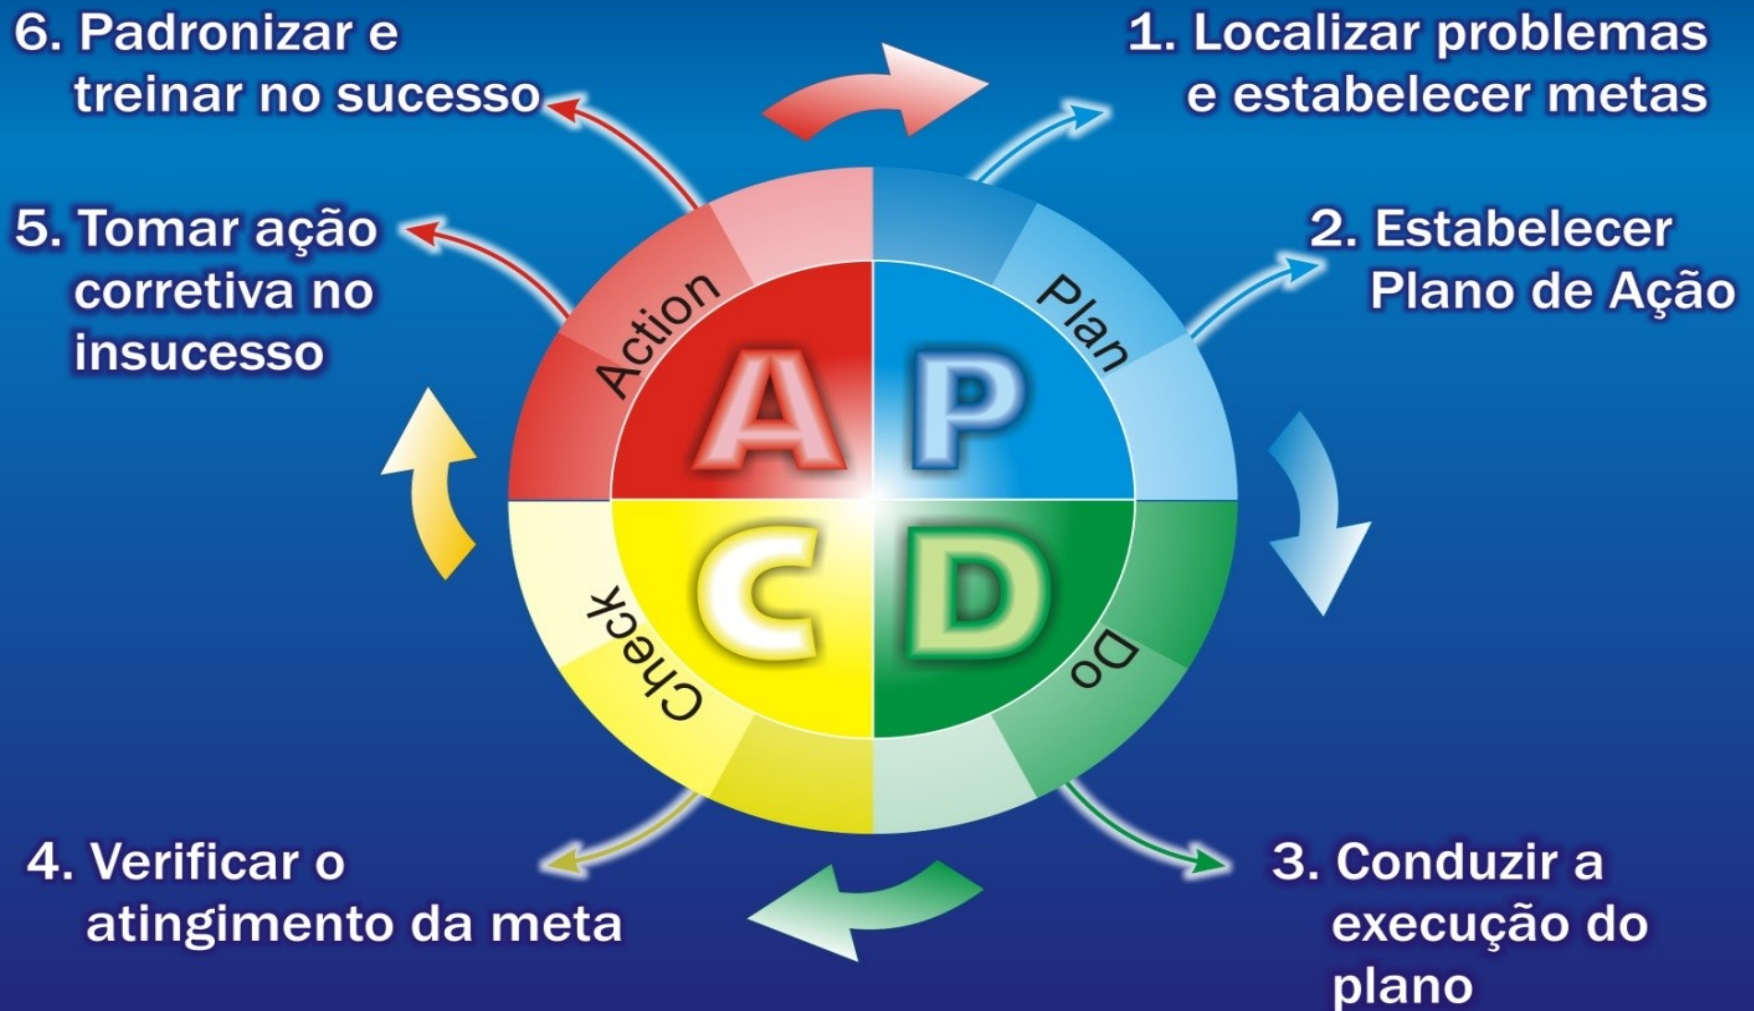 6. Padronizar e
treinar no sucesso
1. Localizar problemas
e estabelecer metas
5. Tomar ação
corretiva no
insucesso
2. Estabelecer
Plano de Ação
Action
Plan
A P
C D
Check
Do
4. Verificar o
atingimento da meta
3. Conduzir a
execução do
plano